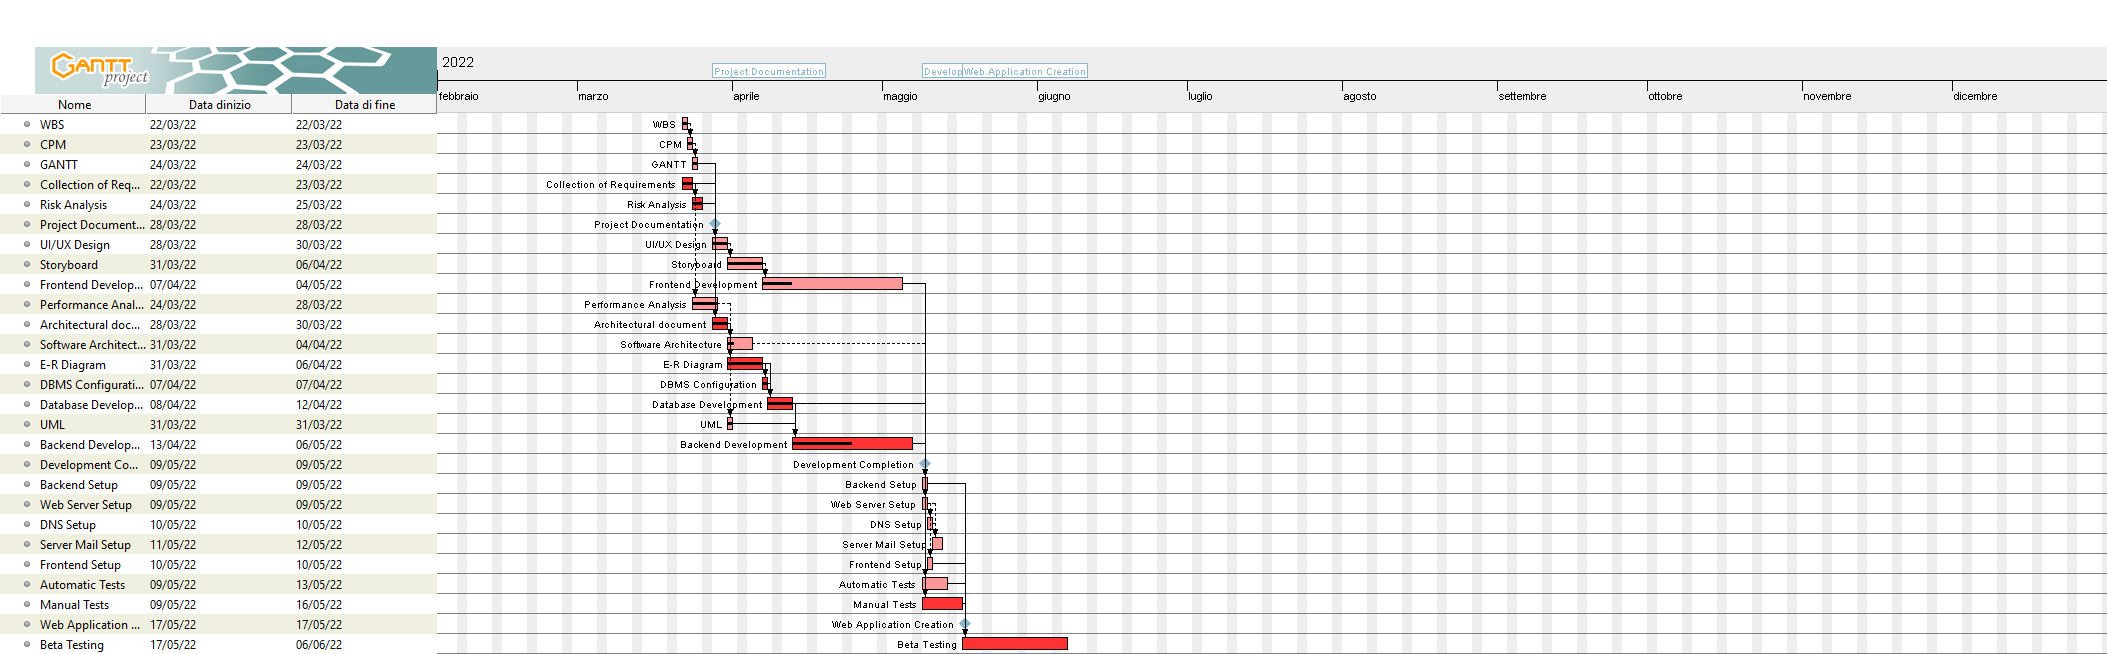 GANTT
project
2022
Project Documentation
Develop
Web Application Creation
febbraio marzo aprile maggio giugno luglio agosto settembre ottobre novembre dicembre
Nome Data dinizio Data di fine
WBS 22/03/22 22/03/22 WBS
CPM 23/03/22 23/03/22 CPM
GANTT 24/03/22 24/03/22 GANTT
Collection of Req... 22/03/22 23/03/22 Collection of Requirements
Risk Analysis 24/03/22 25/03/22 Risk Analysis
Project Document... 28/03/22 28/03/22 Project Documentation
UI/UX Design 28/03/22 30/03/22 UI/UX Design
Storyboard 31/03/22 06/04/22 Storyboard
Frontend Develop... 07/04/22 04/05/22 Frontend Development
Performance Anal... 24/03/22 28/03/22 Performance Analysis
Architectural doc... 28/03/22 30/03/22 Architectural document
Software Architect... 31/03/22 04/04/22 Software Architecture
E-R Diagram 31/03/22 06/04/22 E-R Diagram
DBMS Configurati... 07/04/22 07/04/22 DBMS Configuration
Database Develop... 08/04/22 12/04/22 Database Development
UML 31/03/22 31/03/22 UML
Backend Develop... 13/04/22 06/05/22 Backend Development
Development Co... 09/05/22 09/05/22 Development Completion
Backend Setup 09/05/22 09/05/22 Backend Setup
Web Server Setup 09/05/22 09/05/22 Web Server Setup
DNS Setup 10/05/22 10/05/22 DNS Setup
Server Mail Setup 11/05/22 12/05/22 Server Mail Setup
Frontend Setup 10/05/22 10/05/22 Frontend Setup
Automatic Tests 09/05/22 13/05/22 Automatic Tests
Manual Tests 09/05/22 16/05/22 Manual Tests
Web Application ... 17/05/22 17/05/22 Web Application Creation
Beta Testing 17/05/22 06/06/22 Beta Testing